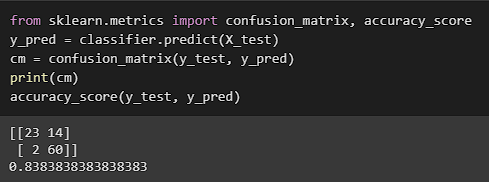 from sklearn.metrics import confusion_matrix, accuracy_score
y_pred = classifier.predict(X_test)
cm = confusion_matrix(y_test, y_pred)
print(cm)
accuracy_score(y_test, y_pred)
[[23 14]
 [ 2 60]]
0.8383838383838383